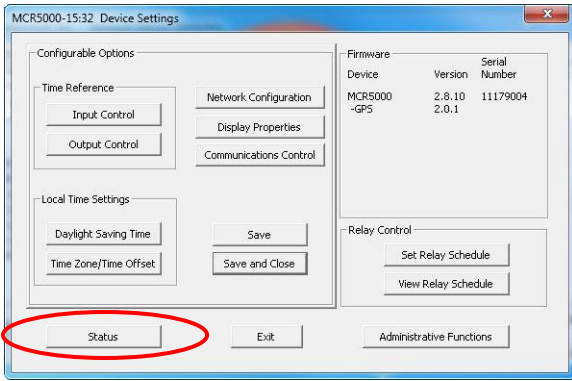 MCR5000-15:32 Device Settings
x
Configurable Options
Time Reference
Input Control
Output Control
Network Configuration
Display Properties
Communications Control
Local Time Settings
Daylight Saving Time
Time Zone/Time Offset
Save
Save and Close
Firmware
Device Version Serial Number
MCR5000 2.8.10 11179004
-GPS 2.0.1
Relay Control
Set Relay Schedule
View Relay Schedule
Status
Exit
Administrative Functions